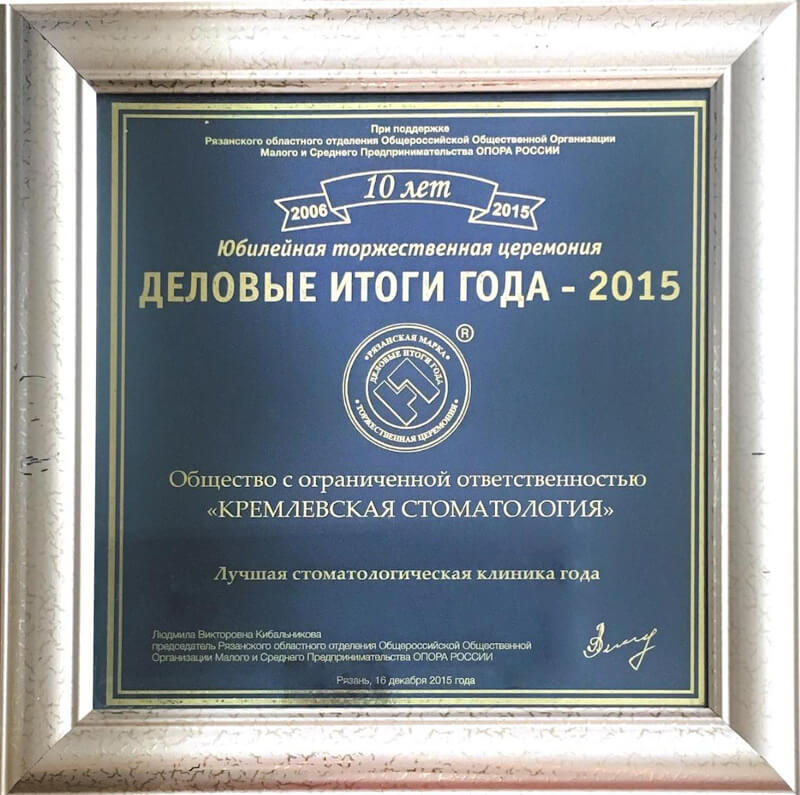 При поддержке
Рязанского областного отделения Общероссийской Общественной Организации
Малого и Среднего Предпринимательства ОПОРА РОССИИ
10 лет
2006 2015
Юбилейная торжественная церемония
ДЕЛОВЫЕ ИТОГИ ГОДА - 2015
®
• РЯЗАНСКАЯ МАРКА •
ДЕЛОВЫЕ ИТОГИ ГОДА
ТОРЖЕСТВЕННАЯ ЦЕРЕМОНИЯ
Общество с ограниченной ответственностью
«КРЕМЛЕВСКАЯ СТОМАТОЛОГИЯ»
Лучшая стоматологическая клиника года
Людмила Викторовна Кибальникова
председатель Рязанского областного отделения Общероссийской Общественной
Организации Малого и Среднего Предпринимательства ОПОРА РОССИИ
Рязань, 16 декабря 2015 года